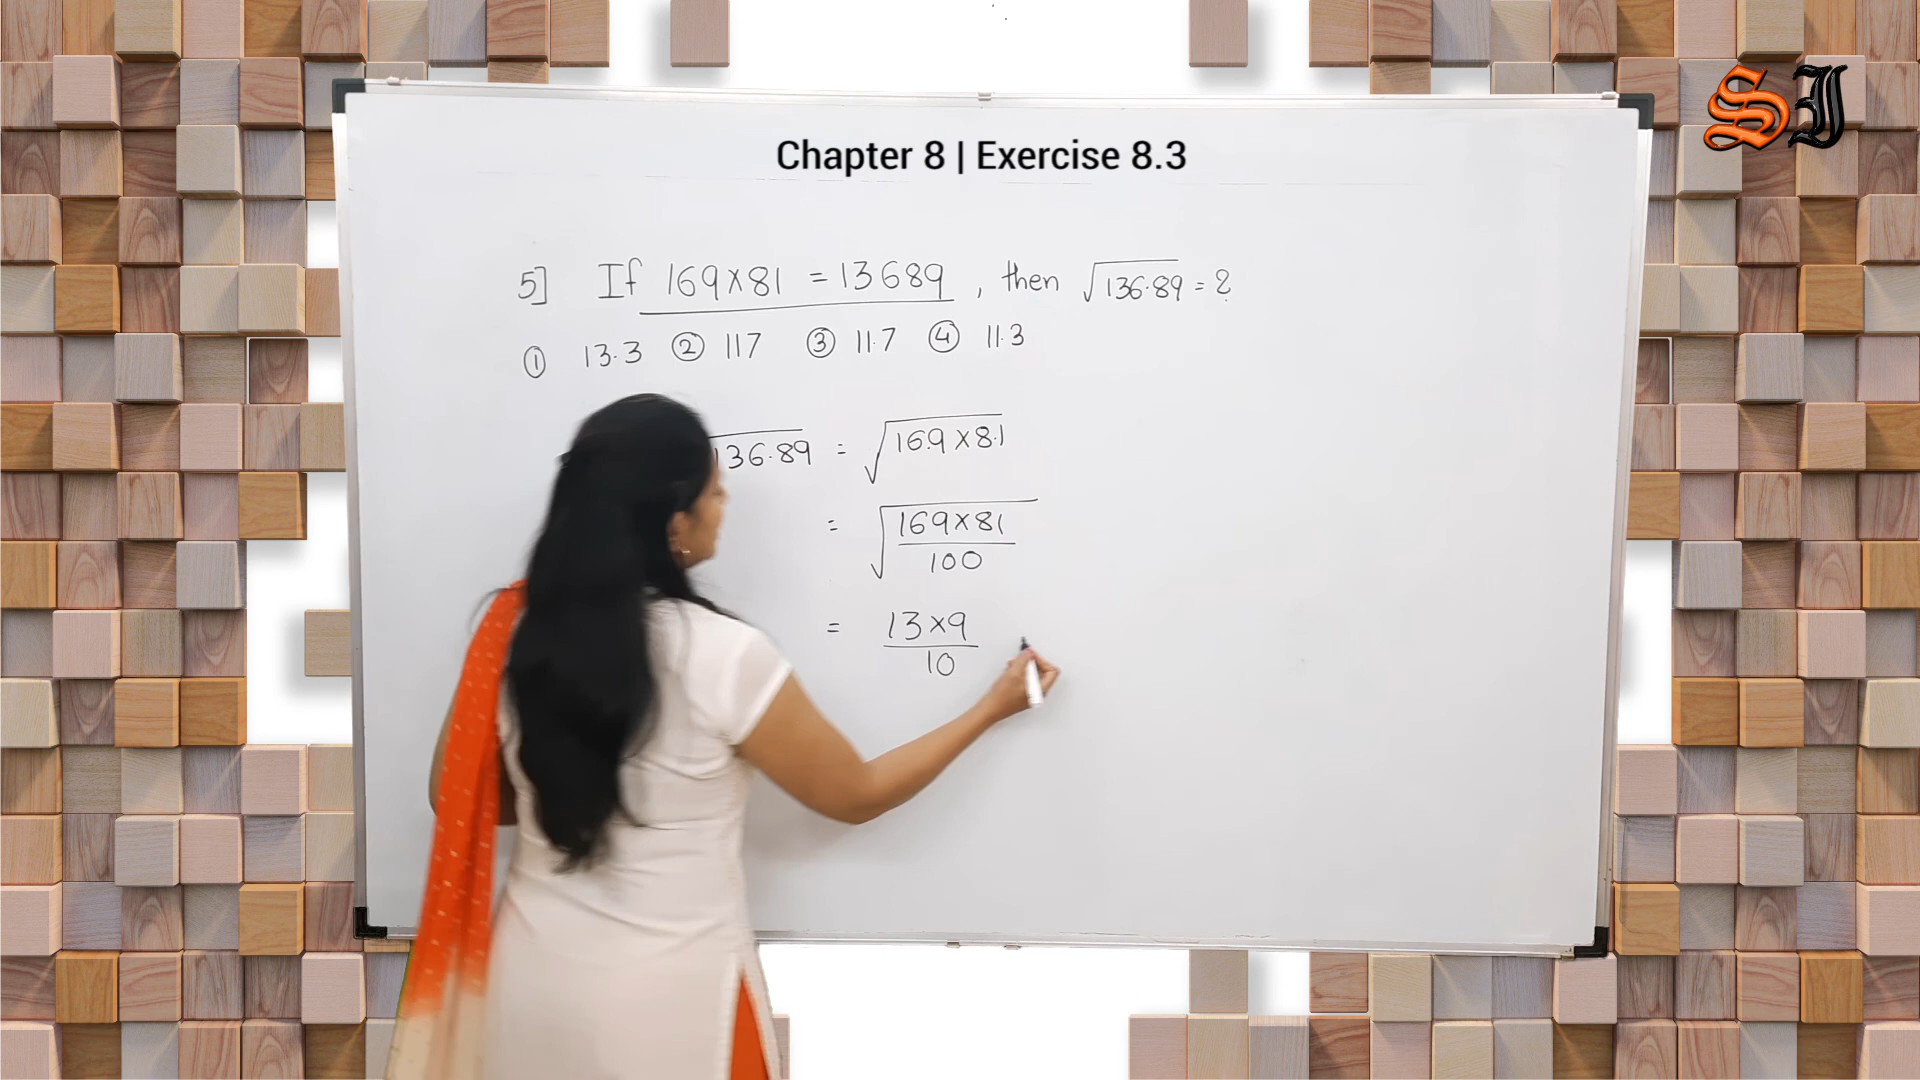 SJ
Chapter 8 | Exercise 8.3
5] If 169×81 = 13689, then √136.89 = ?
① 13.3 ② 117 ③ 11.7 ④ 11.3
136.89 = √16.9×8.1
= √169×81/100
= 13×9/10